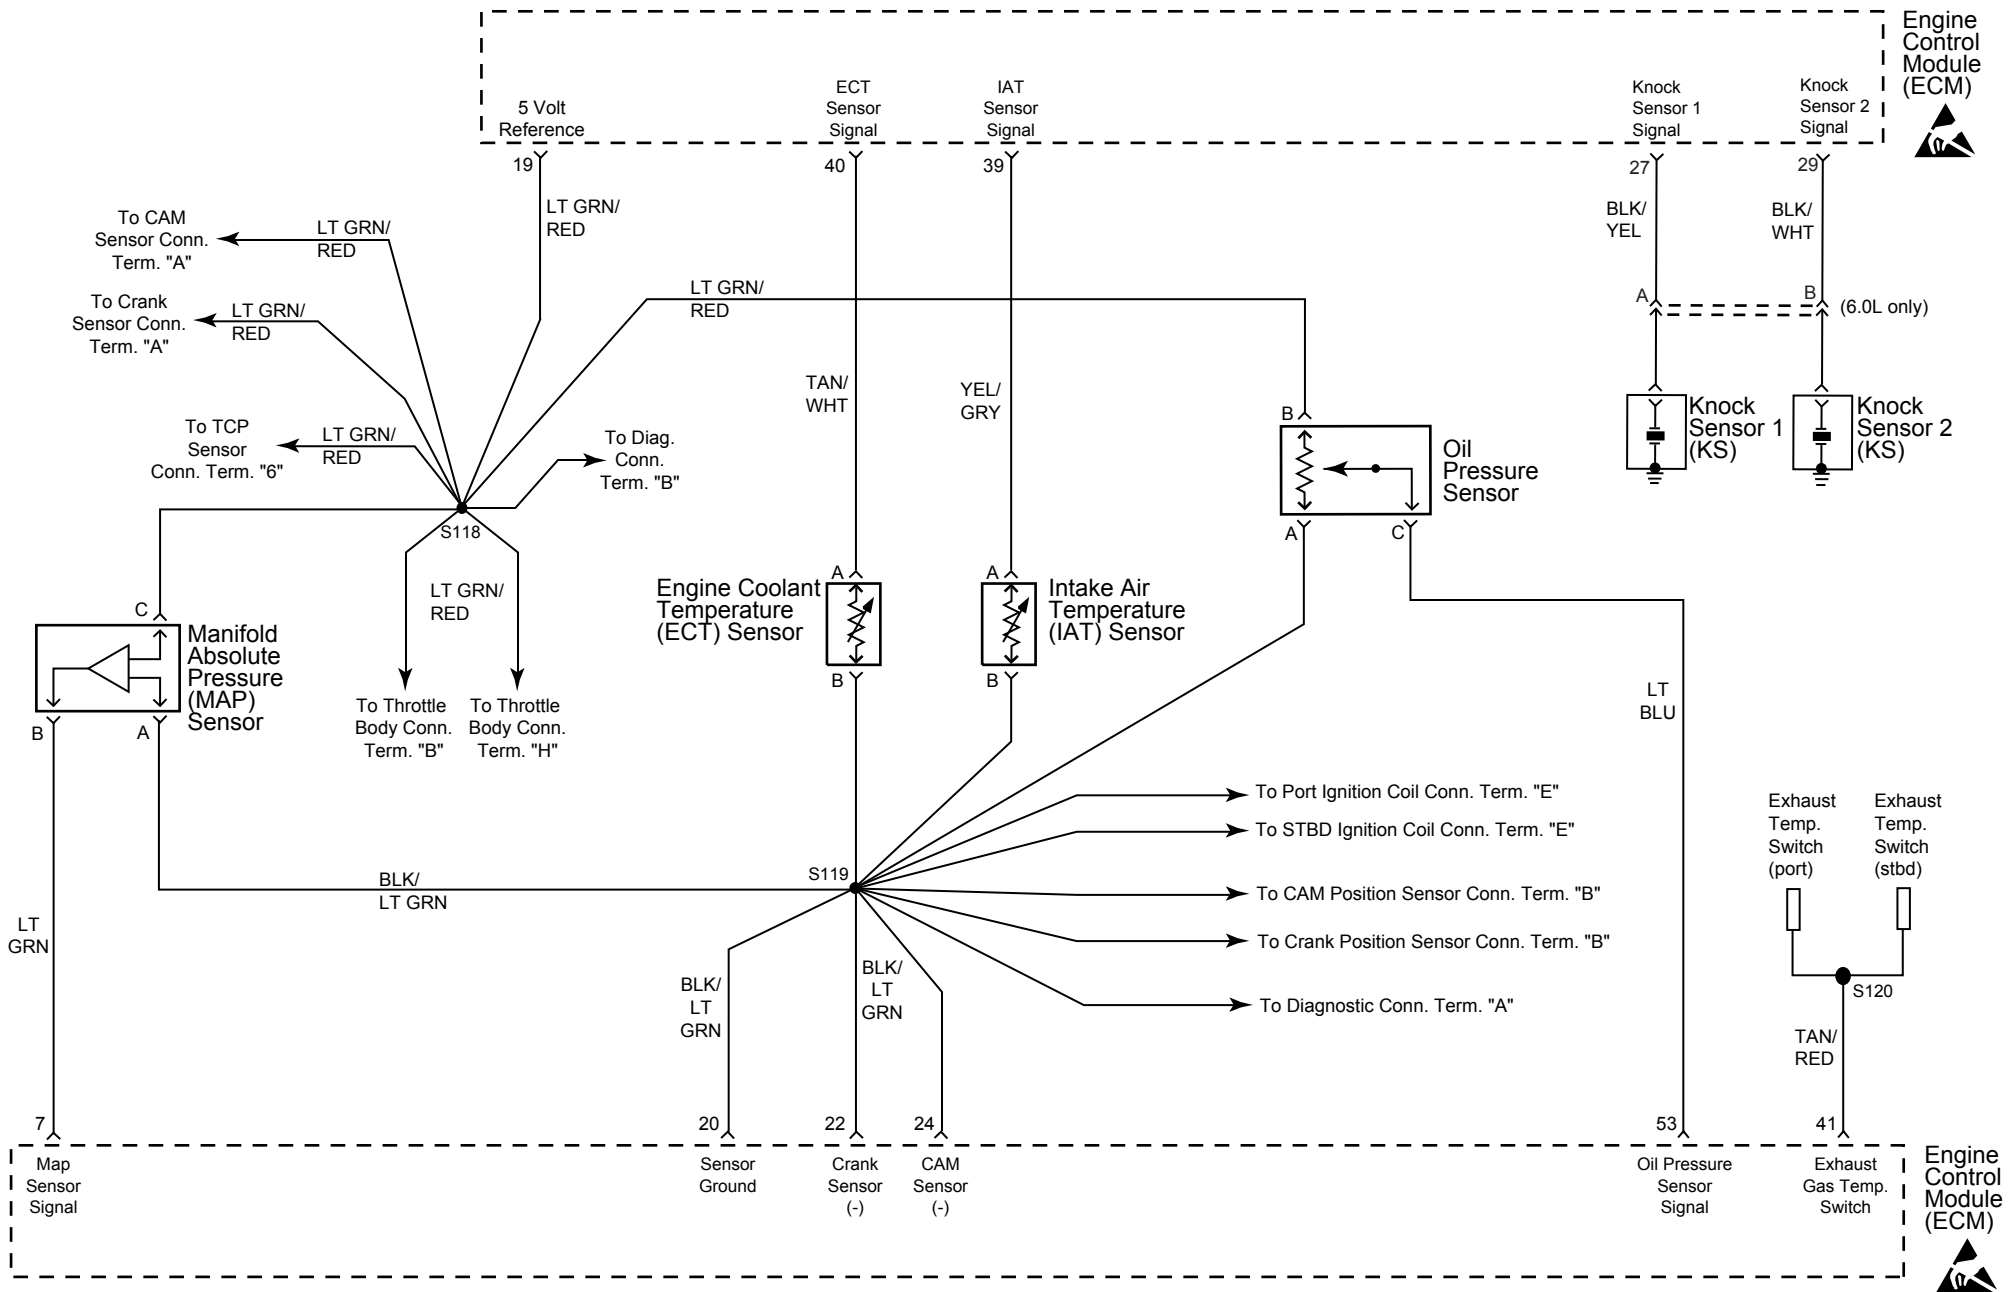 Engine
Control
Module
(ECM)
5 Volt
Reference
ECT
Sensor
Signal
IAT
Sensor
Signal
Knock
Sensor 1
Signal
Knock
Sensor 2
Signal
19
40
39
27
29
LT GRN/
RED
BLK/
YEL
BLK/
WHT
To CAM
Sensor Conn.
Term. "A"
LT GRN/
RED
To Crank
Sensor Conn.
Term. "A"
LT GRN/
RED
LT GRN/
RED
A
B
(6.0L only)
TAN/
WHT
YEL/
GRY
To TCP
Sensor
Conn. Term. "6"
LT GRN/
RED
To Diag.
Conn.
Term. "B"
B
Oil
Pressure
Sensor
A
C
Knock
Sensor 1
(KS)
Knock
Sensor 2
(KS)
S118
LT GRN/
RED
C
Manifold
Absolute
Pressure
(MAP)
Sensor
B
A
To Throttle
Body Conn.
Term. "B"
To Throttle
Body Conn.
Term. "H"
Engine Coolant
Temperature
(ECT) Sensor
A
B
A
B
Intake Air
Temperature
(IAT) Sensor
LT
BLU
To Port Ignition Coil Conn. Term. "E"
To STBD Ignition Coil Conn. Term. "E"
To CAM Position Sensor Conn. Term. "B"
To Crank Position Sensor Conn. Term. "B"
To Diagnostic Conn. Term. "A"
S119
BLK/
LT GRN
LT
GRN
BLK/
LT
GRN
BLK/
LT
GRN
Exhaust
Temp.
Switch
(port)
Exhaust
Temp.
Switch
(stbd)
S120
TAN/
RED
7
20
22
24
53
41
Map
Sensor
Signal
Sensor
Ground
Crank
Sensor
(-)
CAM
Sensor
(-)
Oil Pressure
Sensor
Signal
Exhaust
Gas Temp.
Switch
Engine
Control
Module
(ECM)